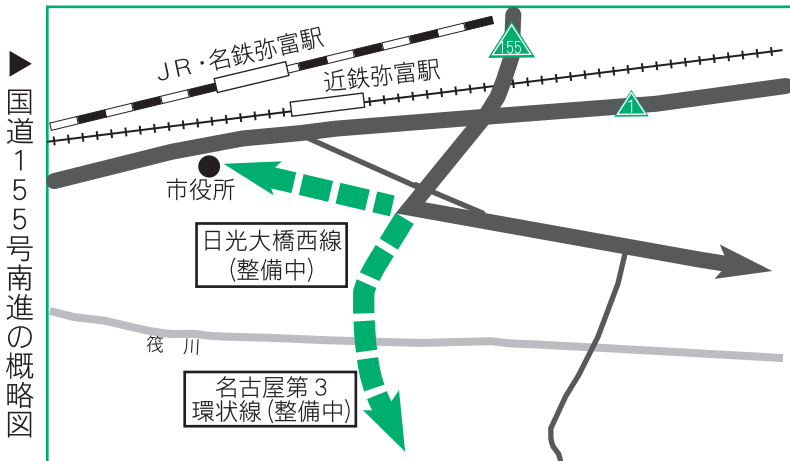 ▶国道155号南進の概略図
JR・名鉄弥富駅
155
近鉄弥富駅
1
市役所
日光大橋西線
(整備中)
筏川
名古屋第3
環状線(整備中)